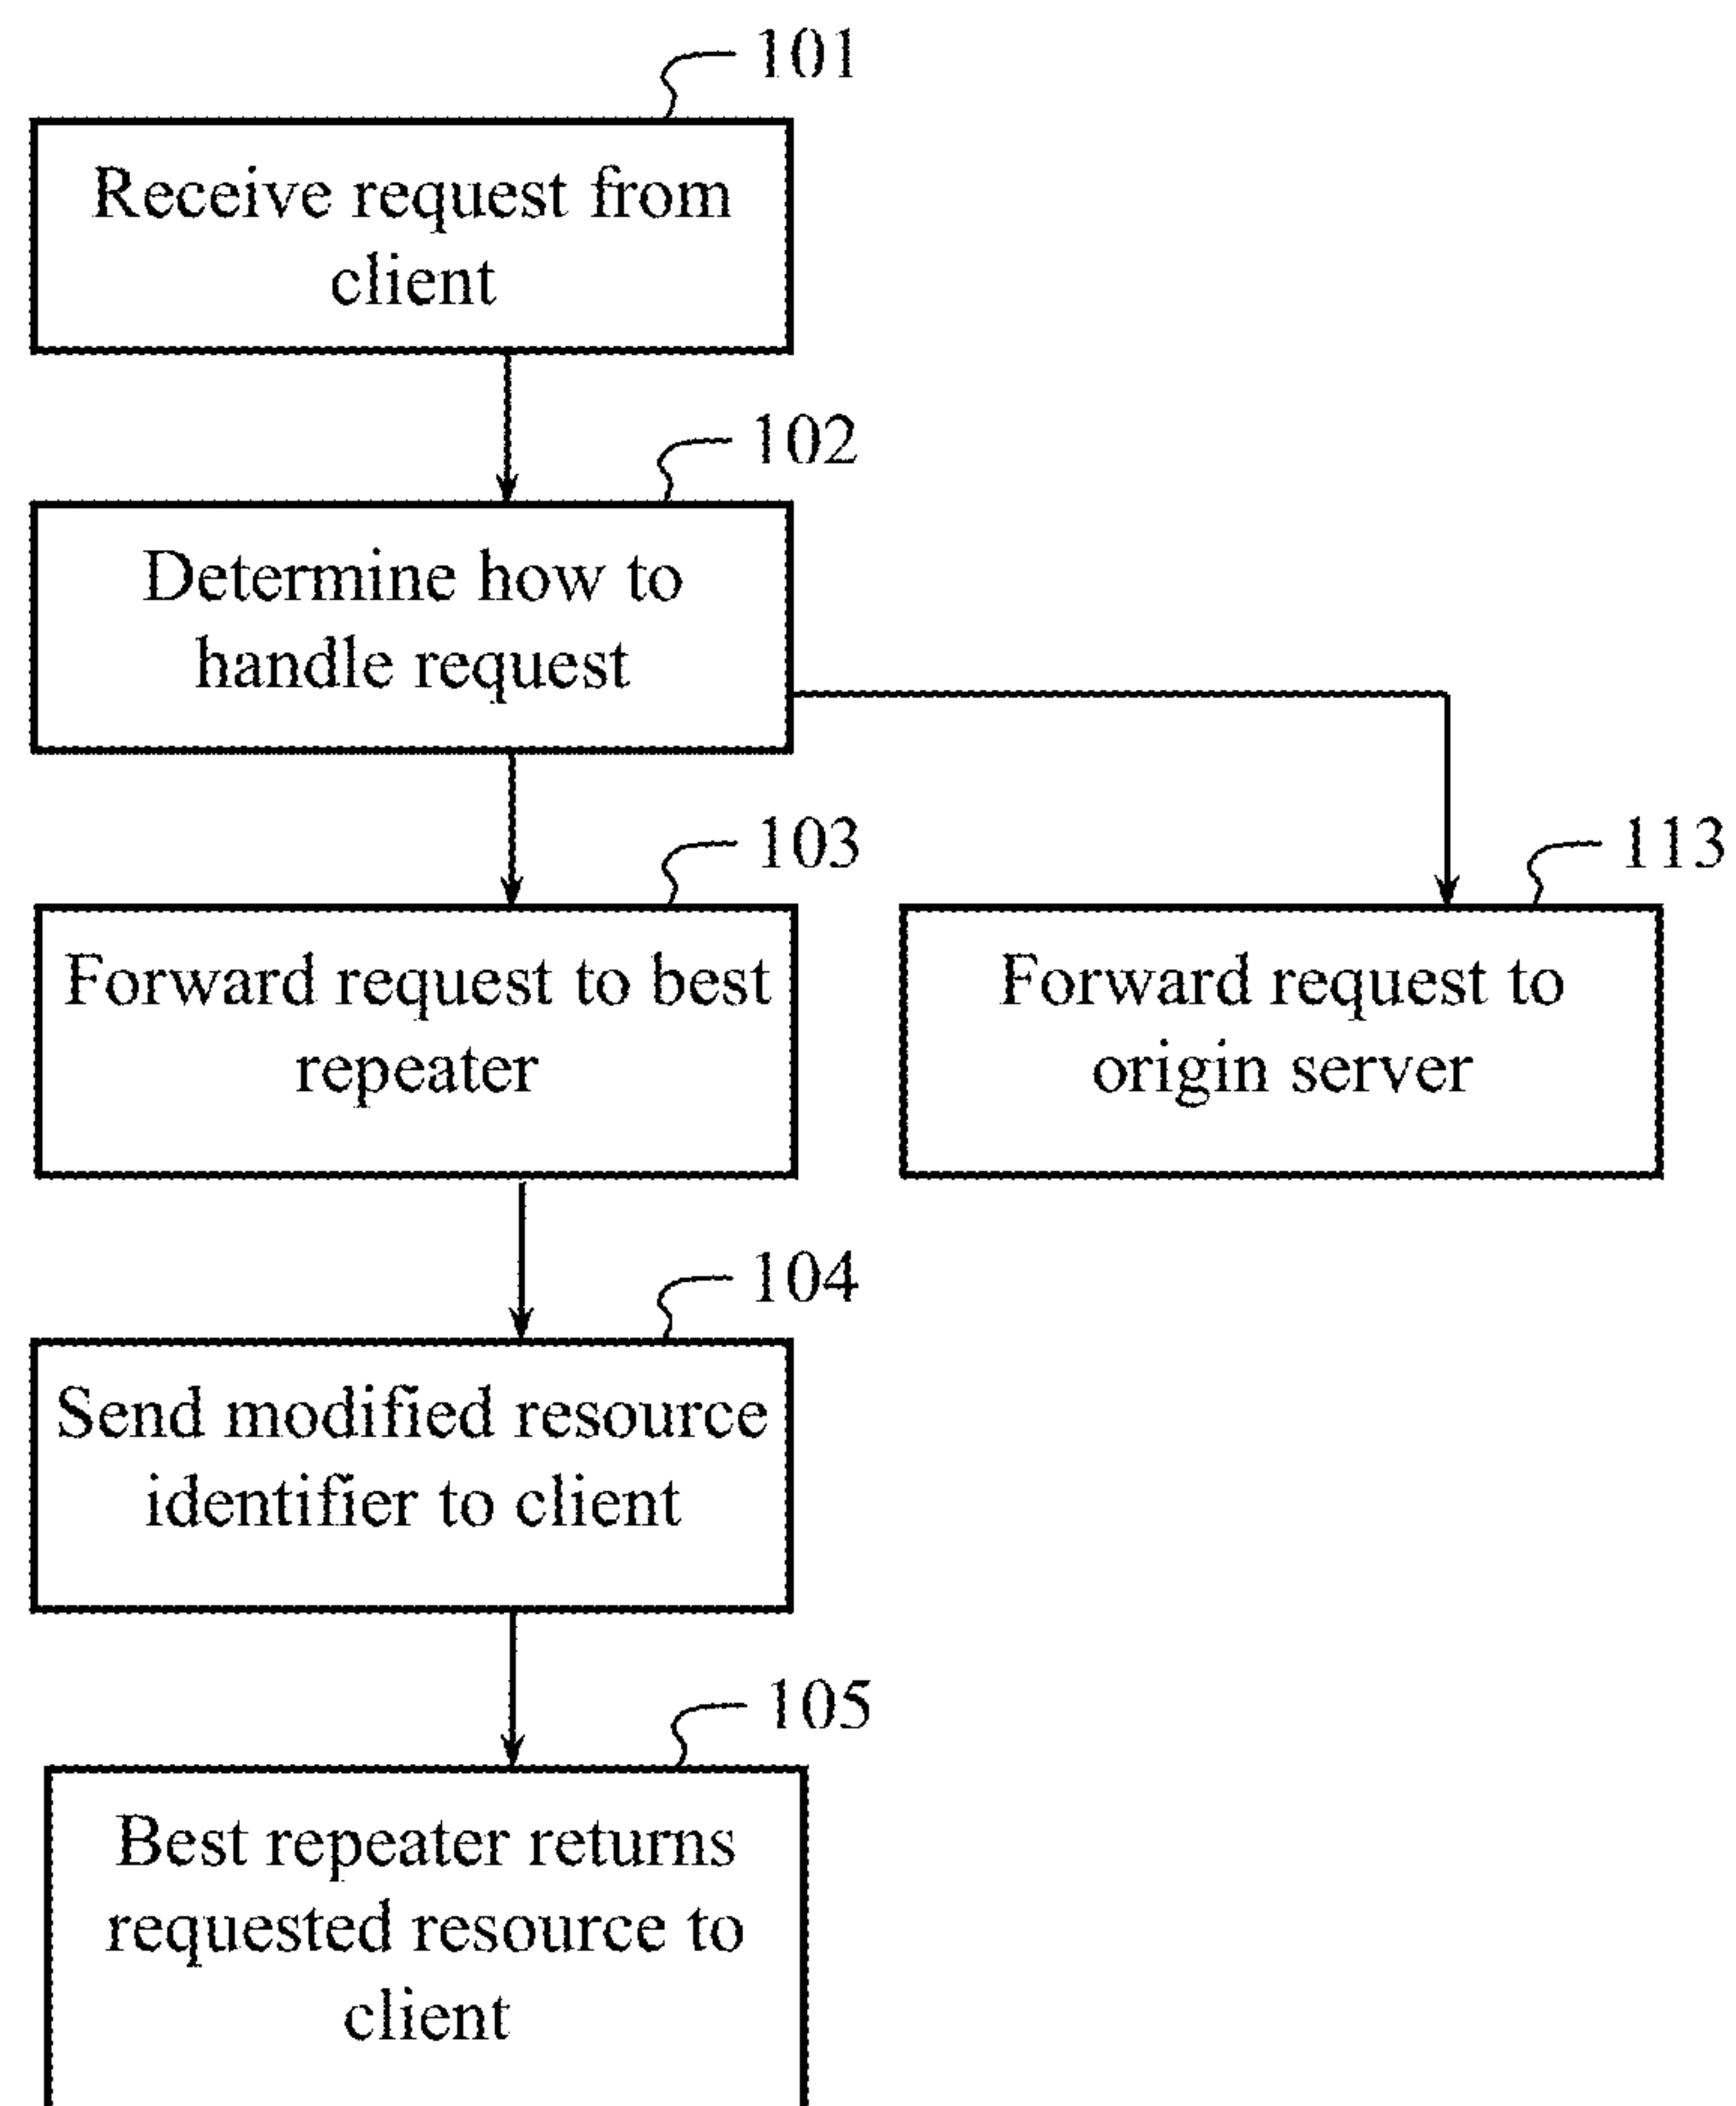 101
Receive request from
client
102
Determine how to
handle request
103
Forward request to best
repeater
113
Forward request to
origin server
104
Send modified resource
identifier to client
105
Best repeater returns
requested resource to
client